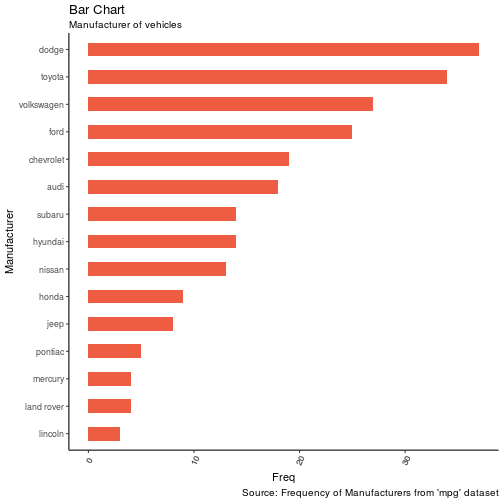 Bar Chart
Manufacturer of vehicles
dodge
toyota
volkswagen
ford
chevrolet
audi
subaru
hyundai
nissan
honda
jeep
pontiac
mercury
land rover
lincoln
Manufacturer
0 10 20 30
Freq
Source: Frequency of Manufacturers from 'mpg' dataset